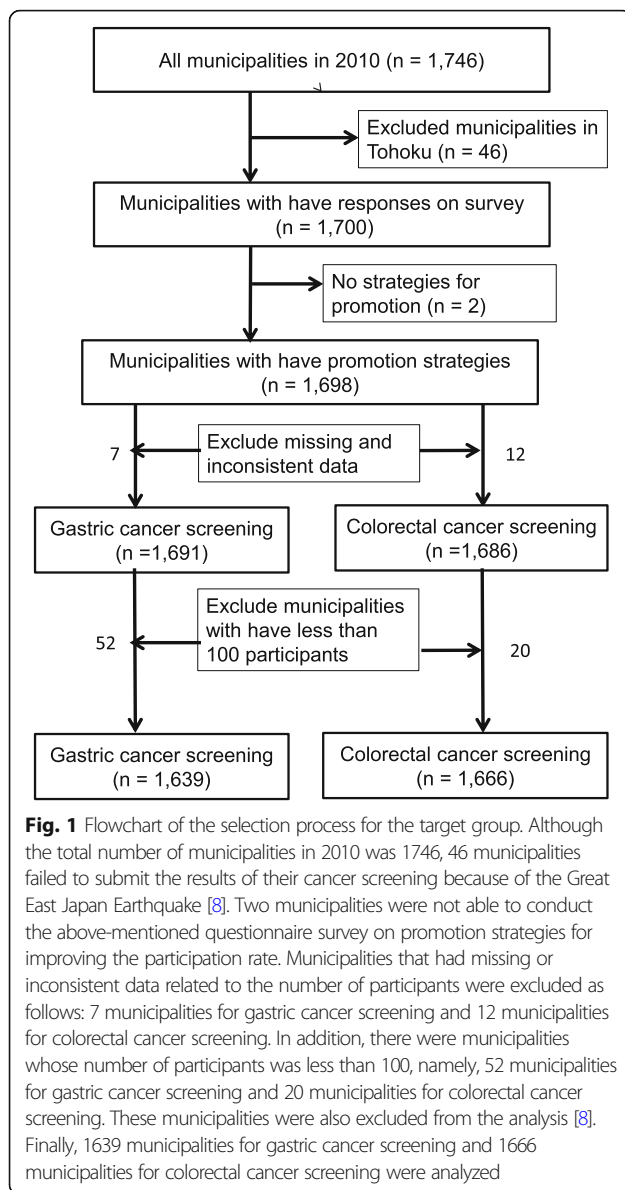 All municipalities in 2010 (n = 1,746)
Excluded municipalities in
Tohoku (n = 46)
Municipalities with have responses on survey
(n = 1,700)
No strategies for
promotion (n = 2)
Municipalities with have promotion strategies
(n = 1,698)
7
Exclude missing and
inconsistent data
12
Gastric cancer screening
(n =1,691)
Colorectal cancer screening
(n =1,686)
52
Exclude municipalities
with have less than
100 participants
20
Gastric cancer screening
(n = 1,639)
Colorectal cancer screening
(n = 1,666)
Fig. 1 Flowchart of the selection process for the target group. Although
the total number of municipalities in 2010 was 1746, 46 municipalities
failed to submit the results of their cancer screening because of the Great
East Japan Earthquake [8]. Two municipalities were not able to conduct
the above-mentioned questionnaire survey on promotion strategies for
improving the participation rate. Municipalities that had missing or
inconsistent data related to the number of participants were excluded as
follows: 7 municipalities for gastric cancer screening and 12 municipalities
for colorectal cancer screening. In addition, there were municipalities
whose number of participants was less than 100, namely, 52 municipalities
for gastric cancer screening and 20 municipalities for colorectal cancer
screening. These municipalities were also excluded from the analysis [8].
Finally, 1639 municipalities for gastric cancer screening and 1666
municipalities for colorectal cancer screening were analyzed